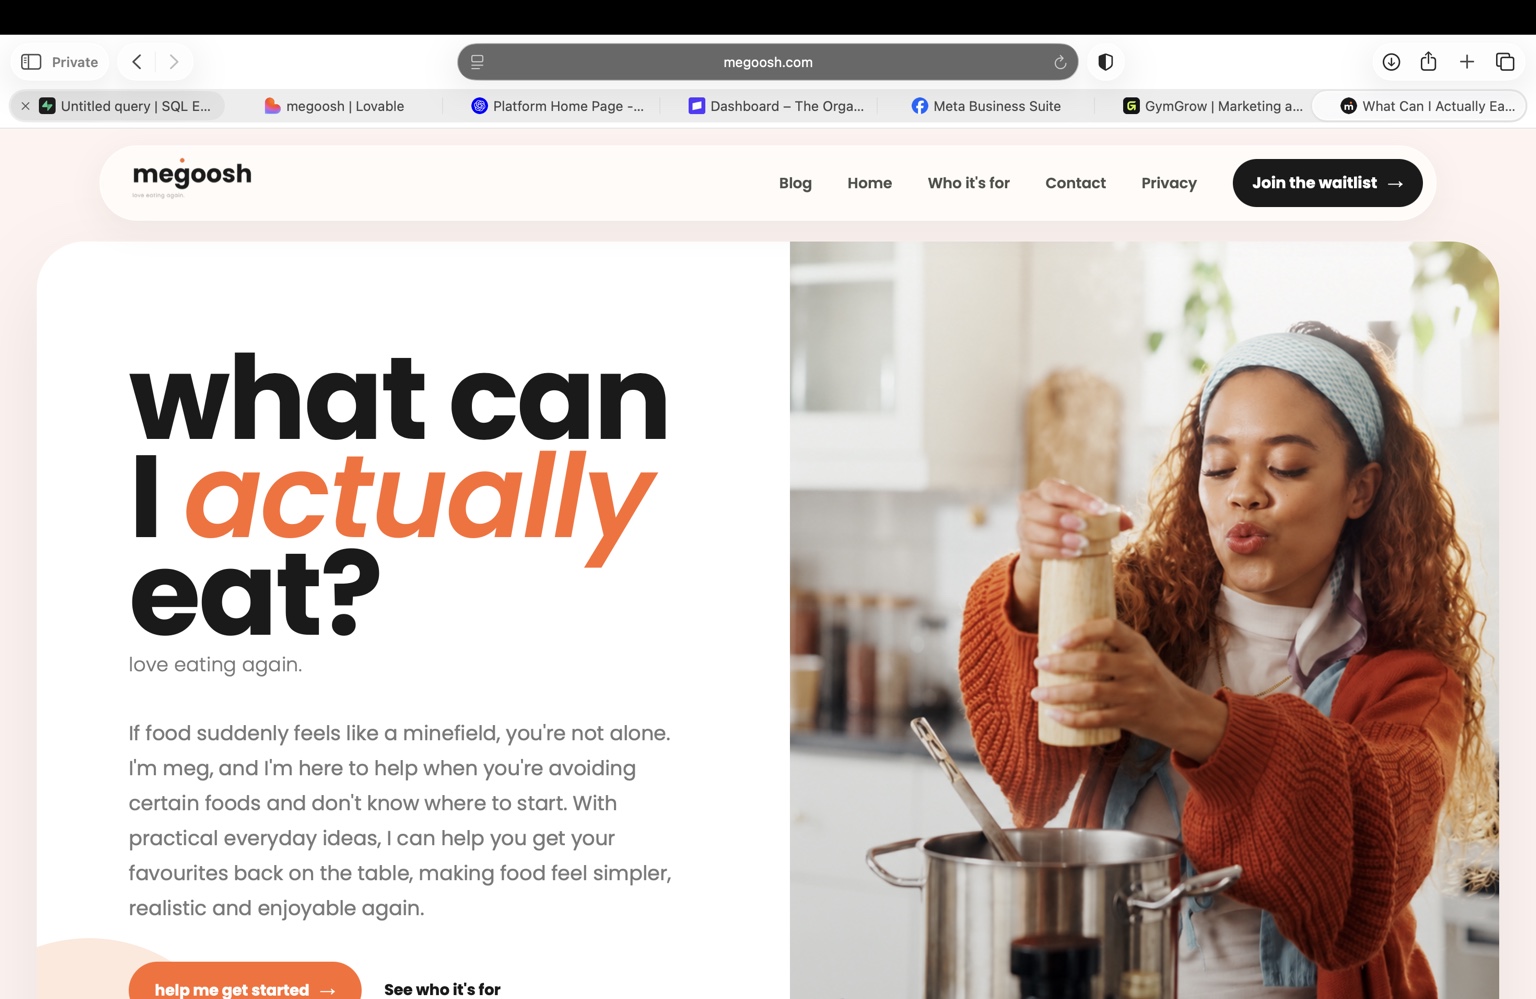 Private
megoosh.com
Untitled query | SQL E...
megoosh | Lovable
Platform Home Page -...
Dashboard – The Orga...
Meta Business Suite
GymGrow | Marketing a...
What Can I Actually Ea...
megoosh
love eating again
Blog
Home
Who it's for
Contact
Privacy
Join the waitlist →
what can
I actually
eat?
love eating again.
If food suddenly feels like a minefield, you're not alone.
I'm meg, and I'm here to help when you're avoiding
certain foods and don't know where to start. With
practical everyday ideas, I can help you get your
favourites back on the table, making food feel simpler,
realistic and enjoyable again.
help me get started →
See who it's for